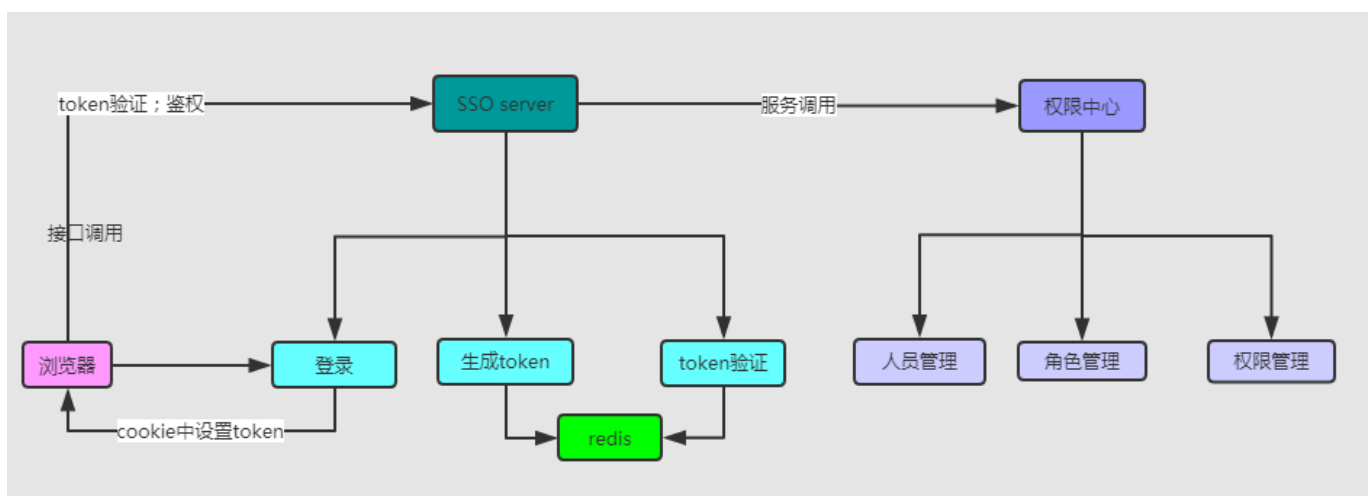 token验证；鉴权
SSO server
服务调用
权限中心
接口调用
浏览器
登录
生成token
token验证
人员管理
角色管理
权限管理
cookie中设置token
redis